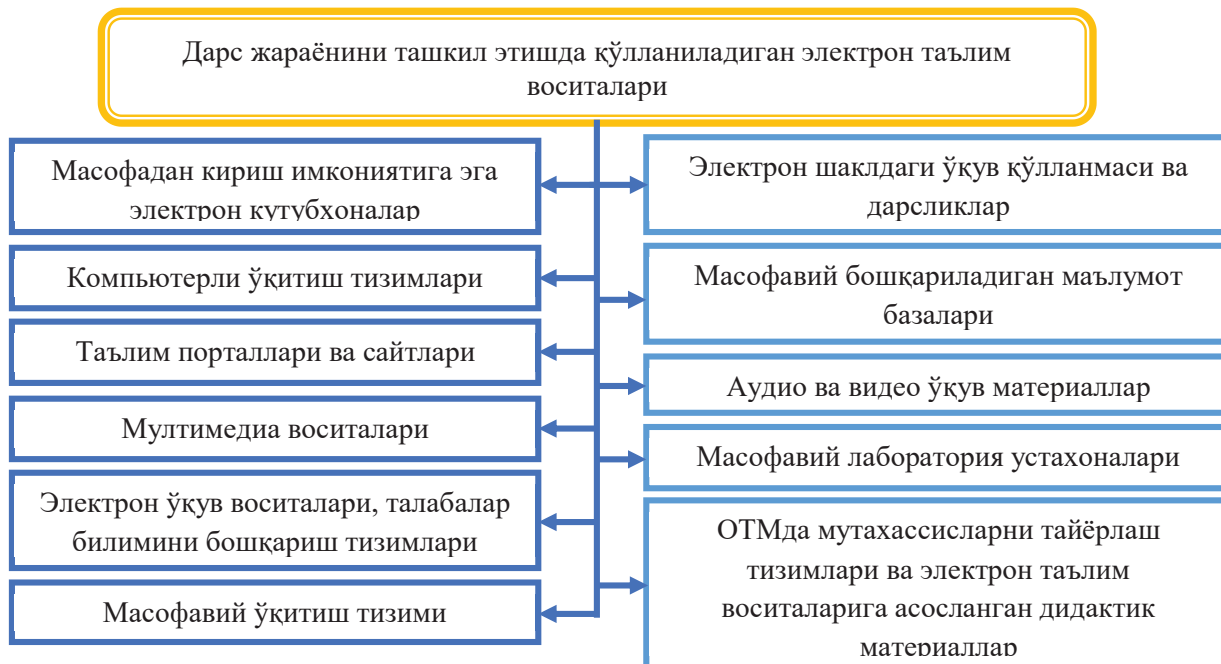 Дарс жараёнини ташкил этишда қўлланиладиган электрон таълим
воситалари
Масофадан кириш имкониятига эга
электрон кутубхоналар
Компьютерли ўқитиш тизимлари
Таълим порталлари ва сайтлари
Мултимедиа воситалари
Электрон ўқув воситалари, талабалар
билимини бошқариш тизимлари
Масофавий ўқитиш тизими
Электрон шаклдаги ўқув қўлланмаси ва
дарсликлар
Масофавий бошқариладиган маълумот
базалари
Аудио ва видео ўқув материаллар
Масофавий лаборатория устахоналари
ОТМда мутахассисларни тайёрлаш
тизимлари ва электрон таълим
воситаларига асосланган дидактик
материаллар